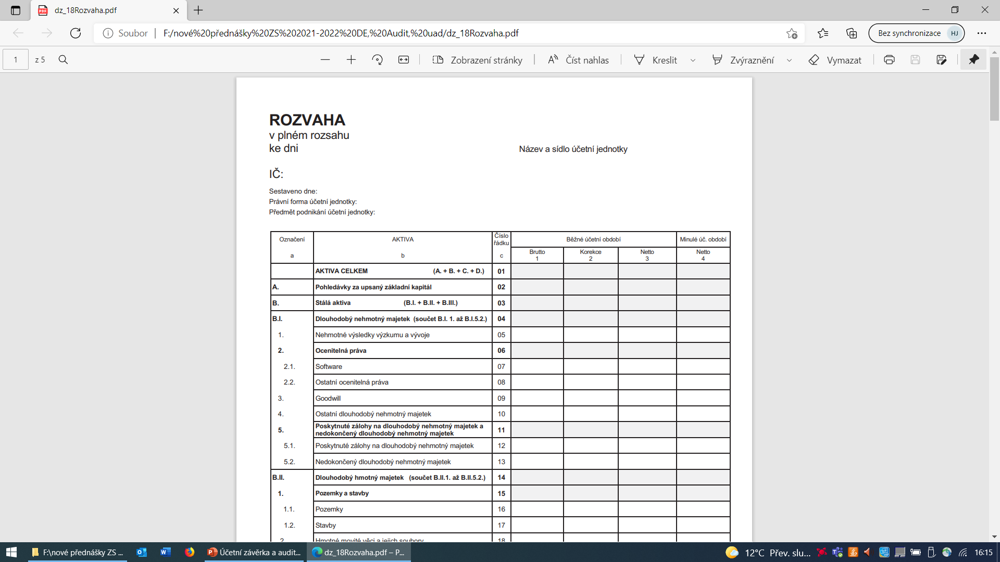 dz_18Rozvaha.pdf
Soubor
F:/nové%20přednášky%20ZS%202021-2022%20DE,%20Audit,%20uad/dz_18Rozvaha.pdf
Bez synchronizace
HJ
1
z 5
Zobrazení stránky
Číst nahlas
Kreslit
Zvýraznění
Vymazat
ROZVAHA
v plném rozsahu
ke dni
Název a sídlo účetní jednotky
IČ:
Sestaveno dne:
Právní forma účetní jednotky:
Předmět podnikání účetní jednotky:
Označení AKTIVA Číslo řádku Běžné účetní období Minulé úč. období
a b c Brutto 1 Korekce 2 Netto 3 Netto 4
AKTIVA CELKEM (A. + B. + C. + D.) 01
A. Pohledávky za upsaný základní kapitál 02
B. Stálá aktiva (B.I. + B.II. + B.III.) 03
B.I. Dlouhodobý nehmotný majetek (součet B.I. 1. až B.I.5.2.) 04
1. Nehmotné výsledky výzkumu a vývoje 05
2. Ocenitelná práva 06
2.1. Software 07
2.2. Ostatní ocenitelná práva 08
3. Goodwill 09
4. Ostatní dlouhodobý nehmotný majetek 10
5. Poskytnuté zálohy na dlouhodobý nehmotný majetek a
nedokončený dlouhodobý nehmotný majetek 11
5.1. Poskytnuté zálohy na dlouhodobý nehmotný majetek 12
5.2. Nedokončený dlouhodobý nehmotný majetek 13
B.II. Dlouhodobý hmotný majetek (součet B.II.1. až B.II.5.2.) 14
1. Pozemky a stavby 15
1.1. Pozemky 16
1.2. Stavby 17
2. Hmotné movité věci a jejich soubory 18
F:\nové přednášky ZS ...
Účetní závěrka a audit...
dz_18Rozvaha.pdf – P...
12°C Přev. slu...
16:15